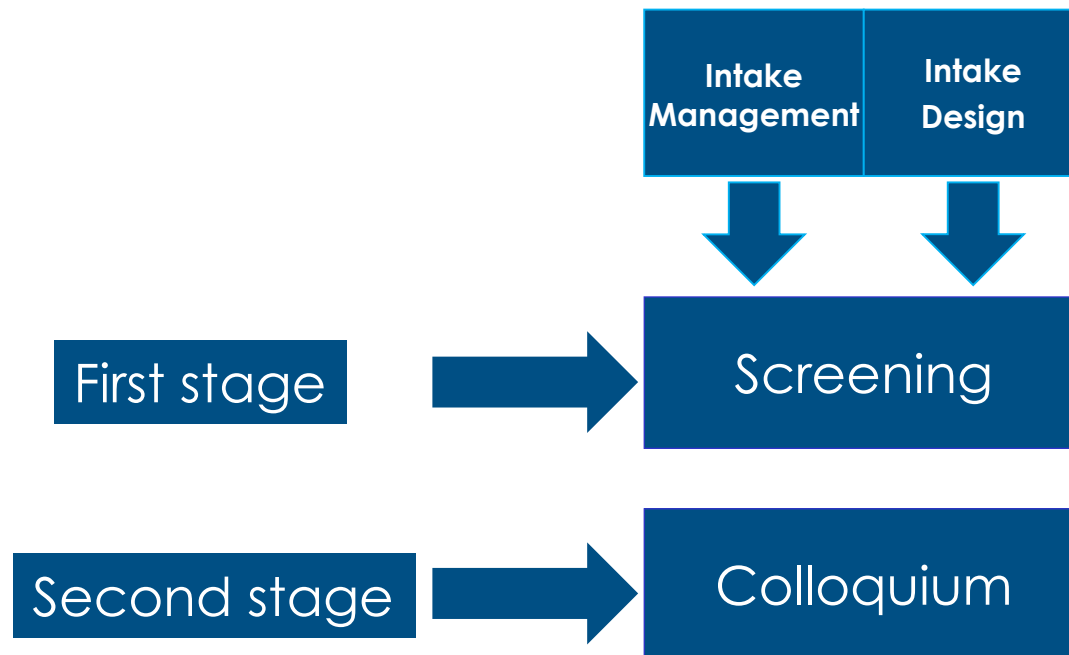 Intake
Management
Intake
Design
First stage
Screening
Second stage
Colloquium